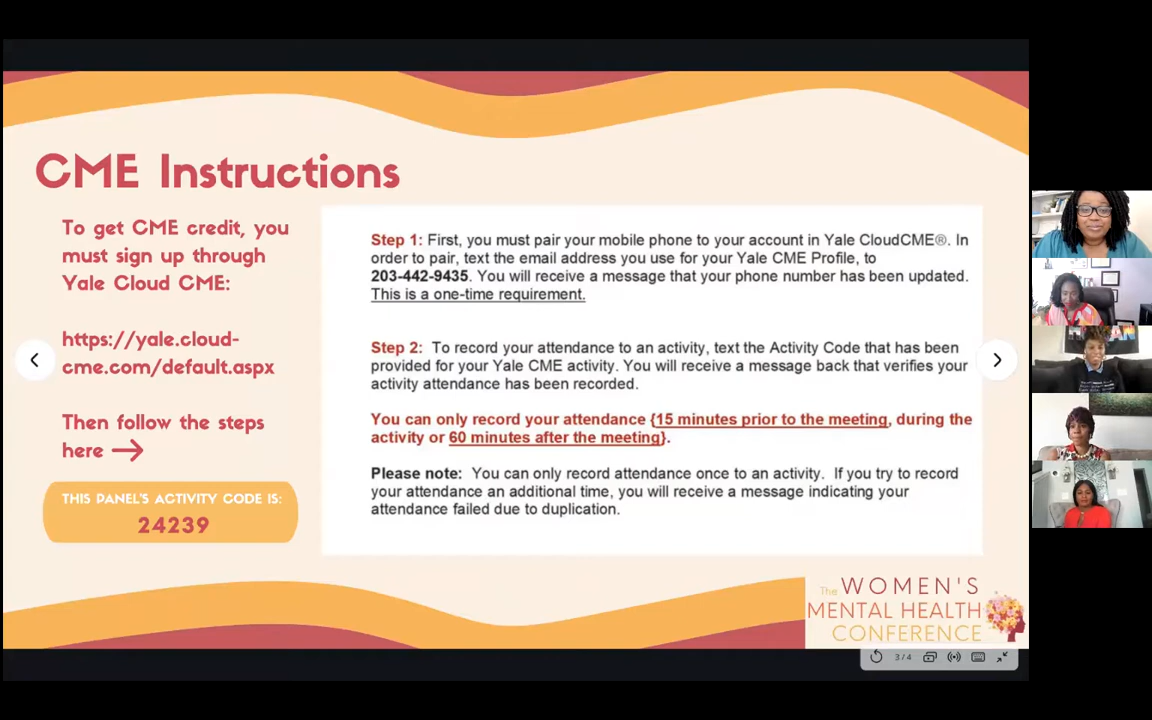 CME Instructions
To get CME credit, you
must sign up through
Yale Cloud CME:
https://yale.cloud-
cme.com/default.aspx
Then follow the steps
here
THIS PANEL'S ACTIVITY CODE IS:
24239
Step 1: First, you must pair your mobile phone to your account in Yale CloudCME®. In
order to pair, text the email address you use for your Yale CME Profile, to
203-442-9435. You will receive a message that your phone number has been updated.
This is a one-time requirement.
Step 2: To record your attendance to an activity, text the Activity Code that has been
provided for your Yale CME activity. You will receive a message back that verifies your
activity attendance has been recorded.
You can only record your attendance {15 minutes prior to the meeting, during the
activity or 60 minutes after the meeting}.
Please note: You can only record attendance once to an activity. If you try to record
your attendance an additional time, you will receive a message indicating your
attendance failed due to duplication.
The WOMEN'S
MENTAL HEALTH
CONFERENCE
3/4